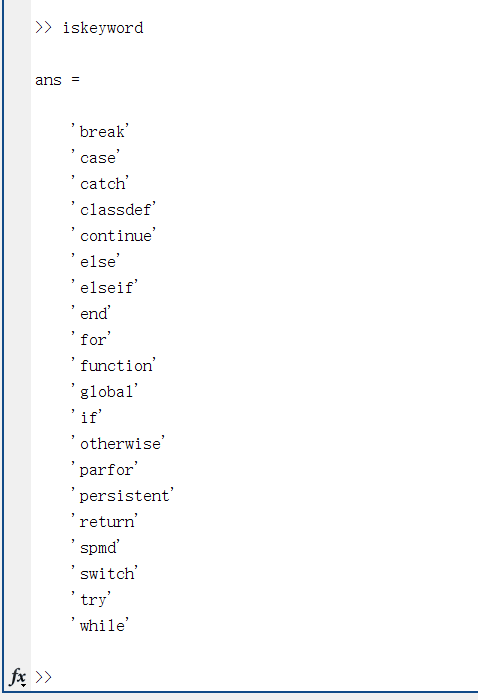 >> iskeyword
ans =
'break'
'case'
'catch'
'classdef'
'continue'
'else'
'elseif'
'end'
'for'
'function'
'global'
'if'
'otherwise'
'parfor'
'persistent'
'return'
'spmd'
'switch'
'try'
'while'
fx >>